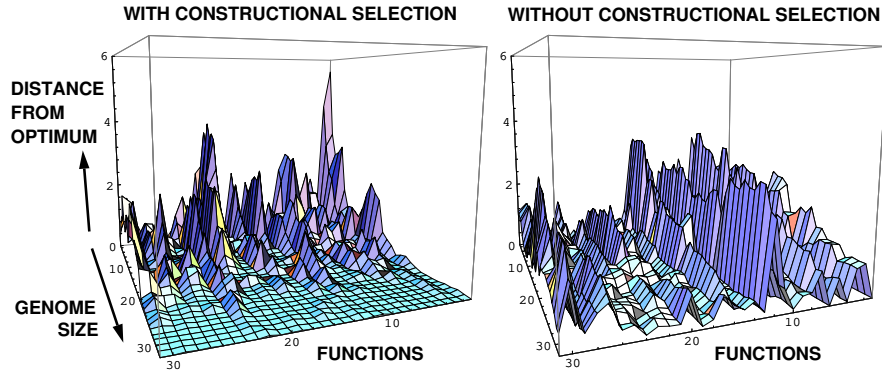 WITH CONSTRUCTIONAL SELECTION
WITHOUT CONSTRUCTIONAL SELECTION
6
4
2
0
10
20
30
30
20
10
DISTANCE
FROM
OPTIMUM
GENOME
SIZE
FUNCTIONS
6
4
2
0
10
20
30
30
20
10
FUNCTIONS